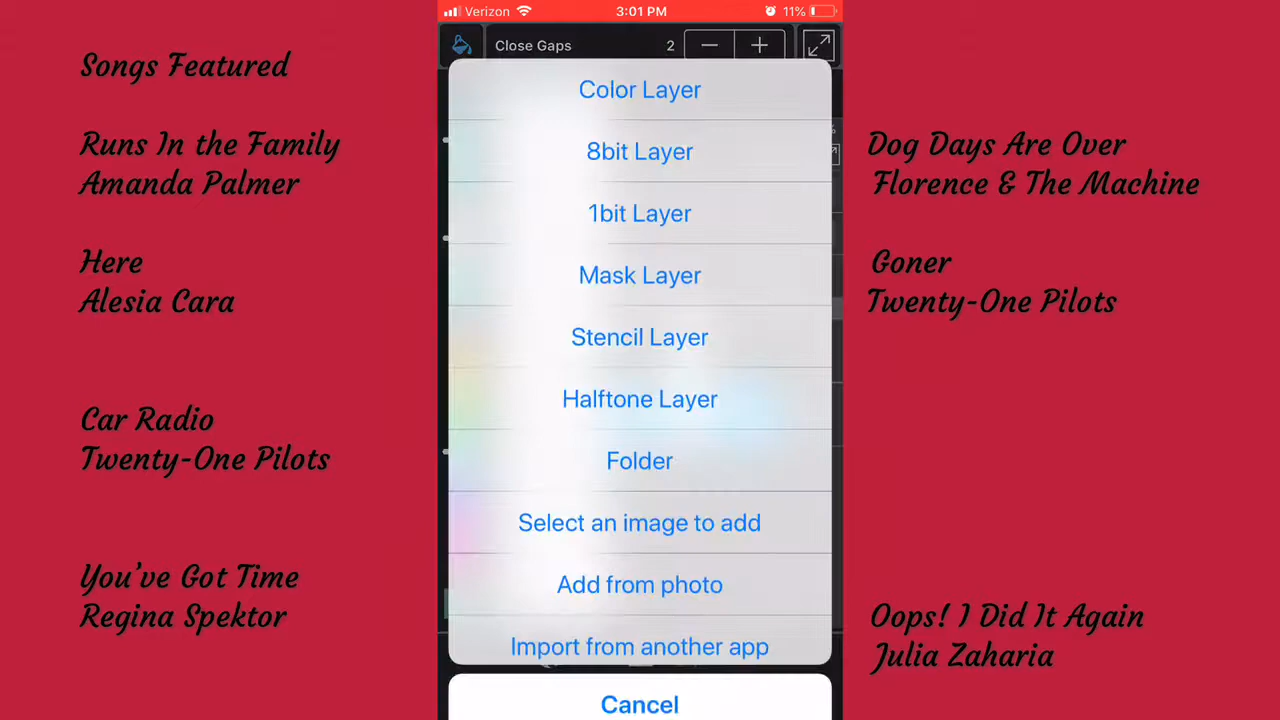 Verizon 3:01 PM 11%
Close Gaps 2
Songs Featured
Runs In the Family
Amanda Palmer
Here
Alesia Cara
Car Radio
Twenty-One Pilots
You've Got Time
Regina Spektor
Color Layer
8bit Layer
1bit Layer
Mask Layer
Stencil Layer
Halftone Layer
Folder
Select an image to add
Add from photo
Import from another app
Cancel
Dog Days Are Over
Florence & The Machine
Goner
Twenty-One Pilots
Oops! I Did It Again
Julia Zaharia